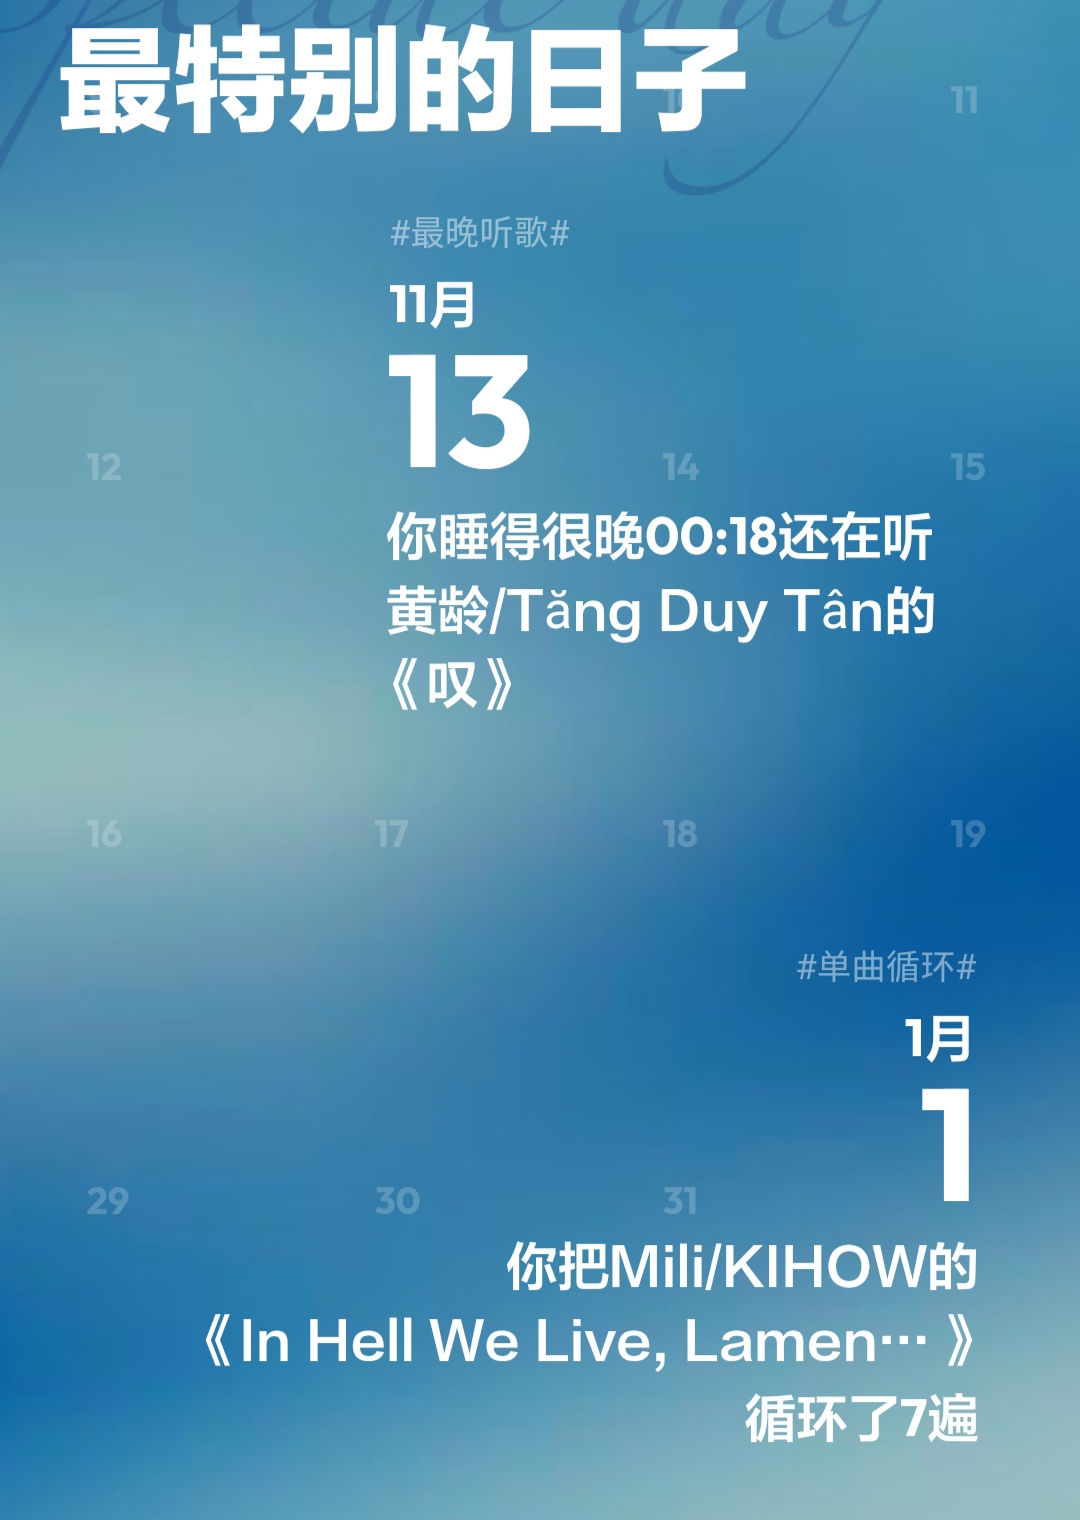 special day
最特别的日子
10
11
#最晚听歌#
11月
13
12
14
15
你睡得很晚00:18还在听
黄龄/Tăng Duy Tân的
《叹》
16
17
18
19
#单曲循环#
1月
1
29
30
31
你把Mili/KIHOW的
《In Hell We Live, Lamen… 》
循环了7遍